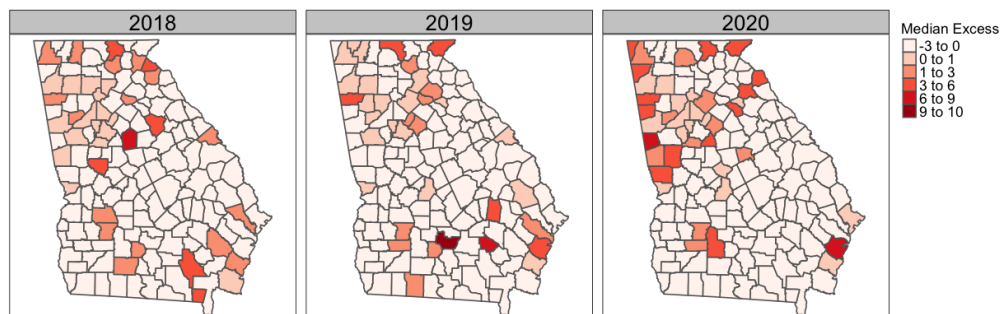 2018
2019
2020
Median Excess
-3 to 0
0 to 1
1 to 3
3 to 6
6 to 9
9 to 10